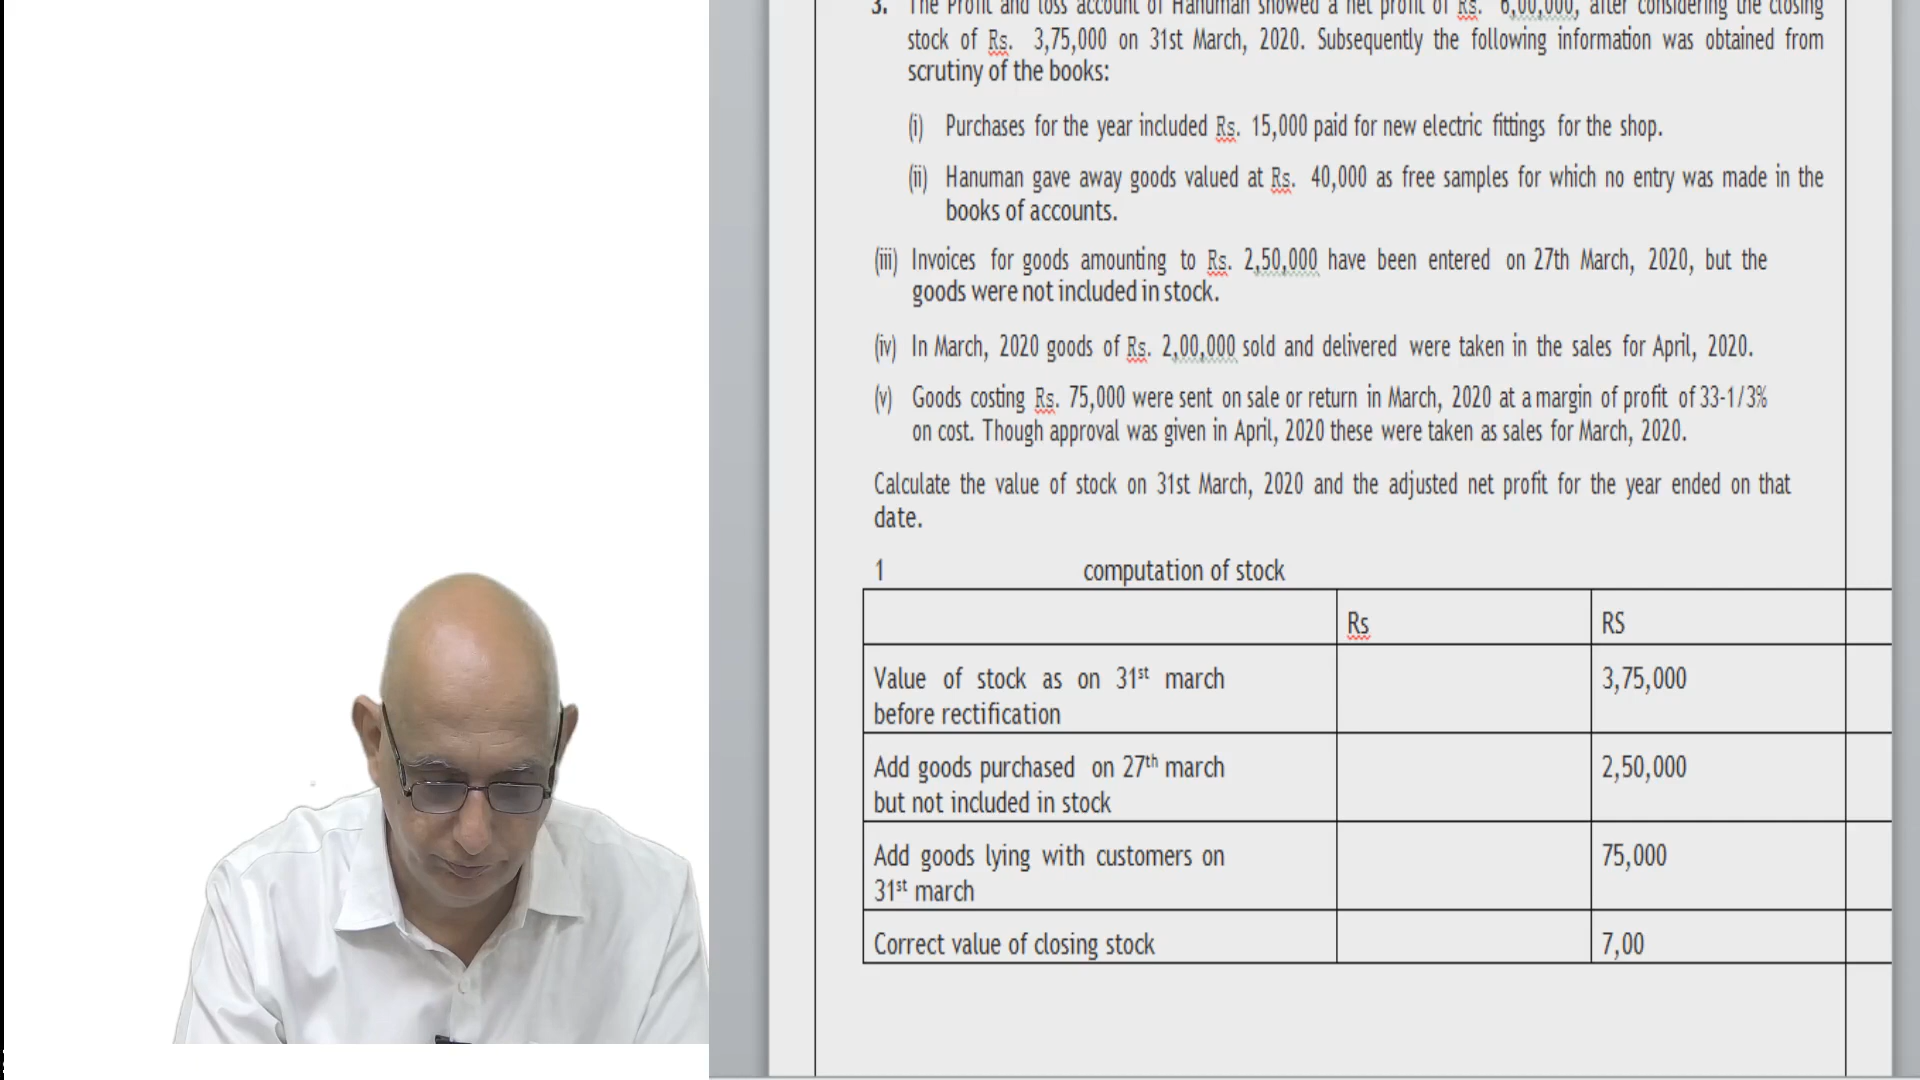 3. The Profit and loss account of Hanuman showed a net profit of Rs. 6,00,000, after considering the closing
stock of Rs. 3,75,000 on 31st March, 2020. Subsequently the following information was obtained from
scrutiny of the books:
(i) Purchases for the year included Rs. 15,000 paid for new electric fittings for the shop.
(ii) Hanuman gave away goods valued at Rs. 40,000 as free samples for which no entry was made in the
books of accounts.
(iii) Invoices for goods amounting to Rs. 2,50,000 have been entered on 27th March, 2020, but the
goods were not included in stock.
(iv) In March, 2020 goods of Rs. 2,00,000 sold and delivered were taken in the sales for April, 2020.
(v) Goods costing Rs. 75,000 were sent on sale or return in March, 2020 at a margin of profit of 33-1/3%
on cost. Though approval was given in April, 2020 these were taken as sales for March, 2020.
Calculate the value of stock on 31st March, 2020 and the adjusted net profit for the year ended on that
date.
1 computation of stock
Rs RS
Value of stock as on 31st march 3,75,000
before rectification
Add goods purchased on 27th march 2,50,000
but not included in stock
Add goods lying with customers on 75,000
31st march
Correct value of closing stock 7,00